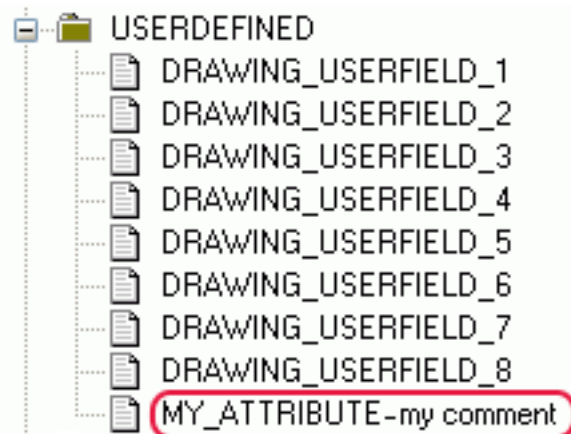 USERDEFINED
DRAWING_USERFIELD_1
DRAWING_USERFIELD_2
DRAWING_USERFIELD_3
DRAWING_USERFIELD_4
DRAWING_USERFIELD_5
DRAWING_USERFIELD_6
DRAWING_USERFIELD_7
DRAWING_USERFIELD_8
MY_ATTRIBUTE-my comment